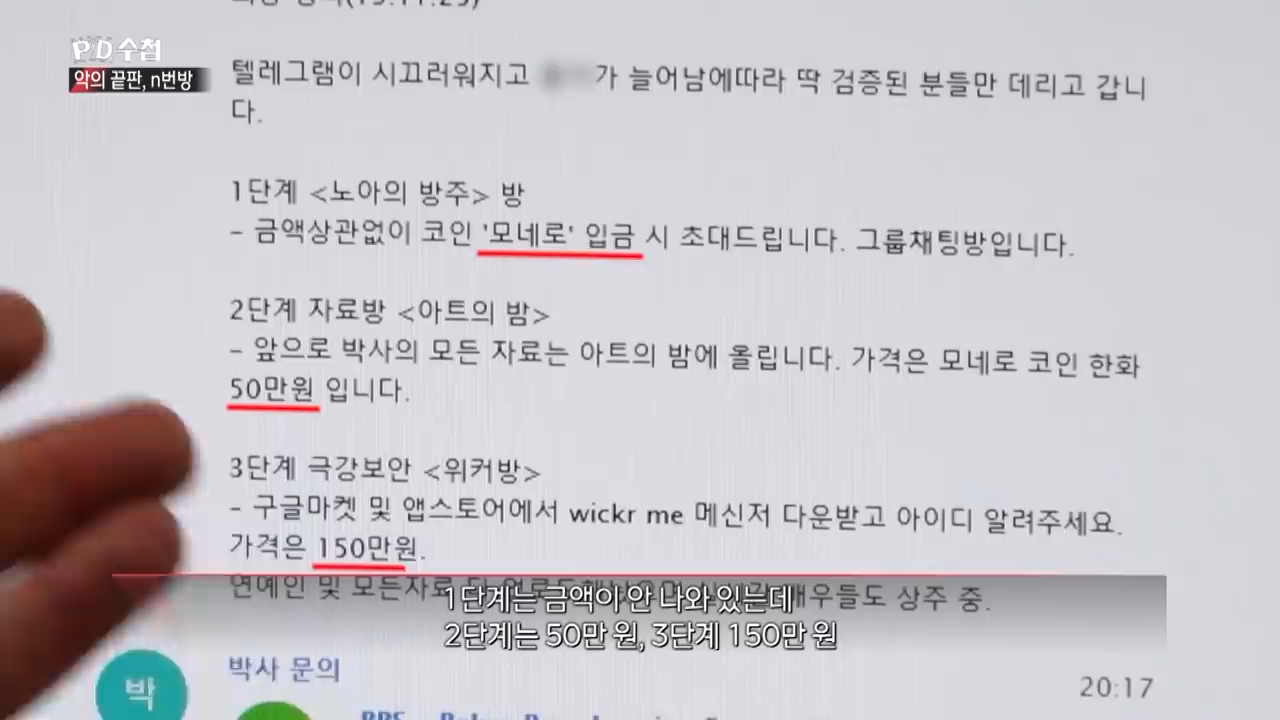 PD수첩
악의 끝판, n번방
텔레그램이 시끄러워지고 가 늘어남에따라 딱 검증된 분들만 데리고 갑니
다.
1단계 <노아의 방주> 방
- 금액상관없이 코인 '모네로' 입금 시 초대드립니다. 그룹채팅방입니다.
2단계 자료방 <아트의 밤>
- 앞으로 박사의 모든 자료는 아트의 밤에 올립니다. 가격은 모네로 코인 한화
50만원 입니다.
3단계 극강보안 <위커방>
- 구글마켓 및 앱스토어에서 wickr me 메신저 다운받고 아이디 알려주세요.
가격은 150만원.
연예인 및 모든자료 상주 중.
1단계는 금액이 안 나와 있는데
2단계는 50만 원, 3단계 150만 원
박사 문의
박
20:17